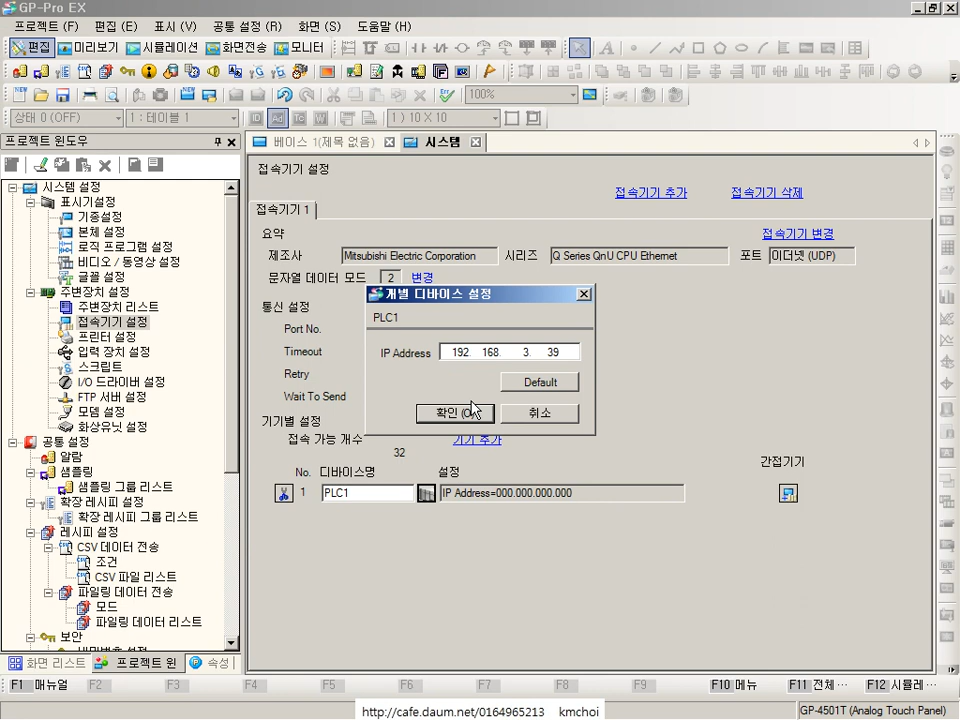 GP-Pro EX
프로젝트 (F) 편집 (E) 표시 (V) 공통 설정 (R) 화면 (S) 도움말 (H)
편집 미리보기 시뮬레이션 화면전송 모니터
100%
상태 0 (OFF) 1 : 테이블 1 1 ) 10 X 10
프로젝트 윈도우
베이스 1(제목 없음) 시스템
시스템 설정
표시기설정
기종설정
본체 설정
로직 프로그램 설정
비디오 / 동영상 설정
글꼴 설정
주변장치 설정
주변장치 리스트
접속기기 설정
프린터 설정
입력 장치 설정
스크립트
I/O 드라이버 설정
FTP 서버 설정
모뎀 설정
화상유닛 설정
공통 설정
알람
샘플링
샘플링 그룹 리스트
확장 레시피 설정
확장 레시피 그룹 리스트
레시피 설정
CSV 데이터 전송
조건
CSV 파일 리스트
파일링 데이터 전송
모드
파일링 데이터 리스트
보안
화면 리스트 프로젝트 윈 속성
접속기기 설정
접속기기 추가 접속기기 삭제
접속기기 1
요약 접속기기 변경
제조사 Mitsubishi Electric Corporation 시리즈 Q Series QnU CPU Ethernet 포트 이더넷 (UDP)
문자열 데이터 모드 2 변경
통신 설정
Port No.
Timeout
Retry
Wait To Send
개별 디바이스 설정
PLC1
IP Address 192. 168. 3. 39
Default
확인 (O) 취소
기기별 설정
접속 가능 개수 기기 추가
32
간접기기
No. 디바이스명 설정
1 PLC1 IP Address=000.000.000.000
F1 매뉴얼 F2 F3 F4 F5 F6 F7 F8 F9 F10 메뉴 F11 전체··· F12 시뮬레···
http://cafe.daum.net/0164965213 kmchoi
GP-4501T (Analog Touch Panel)